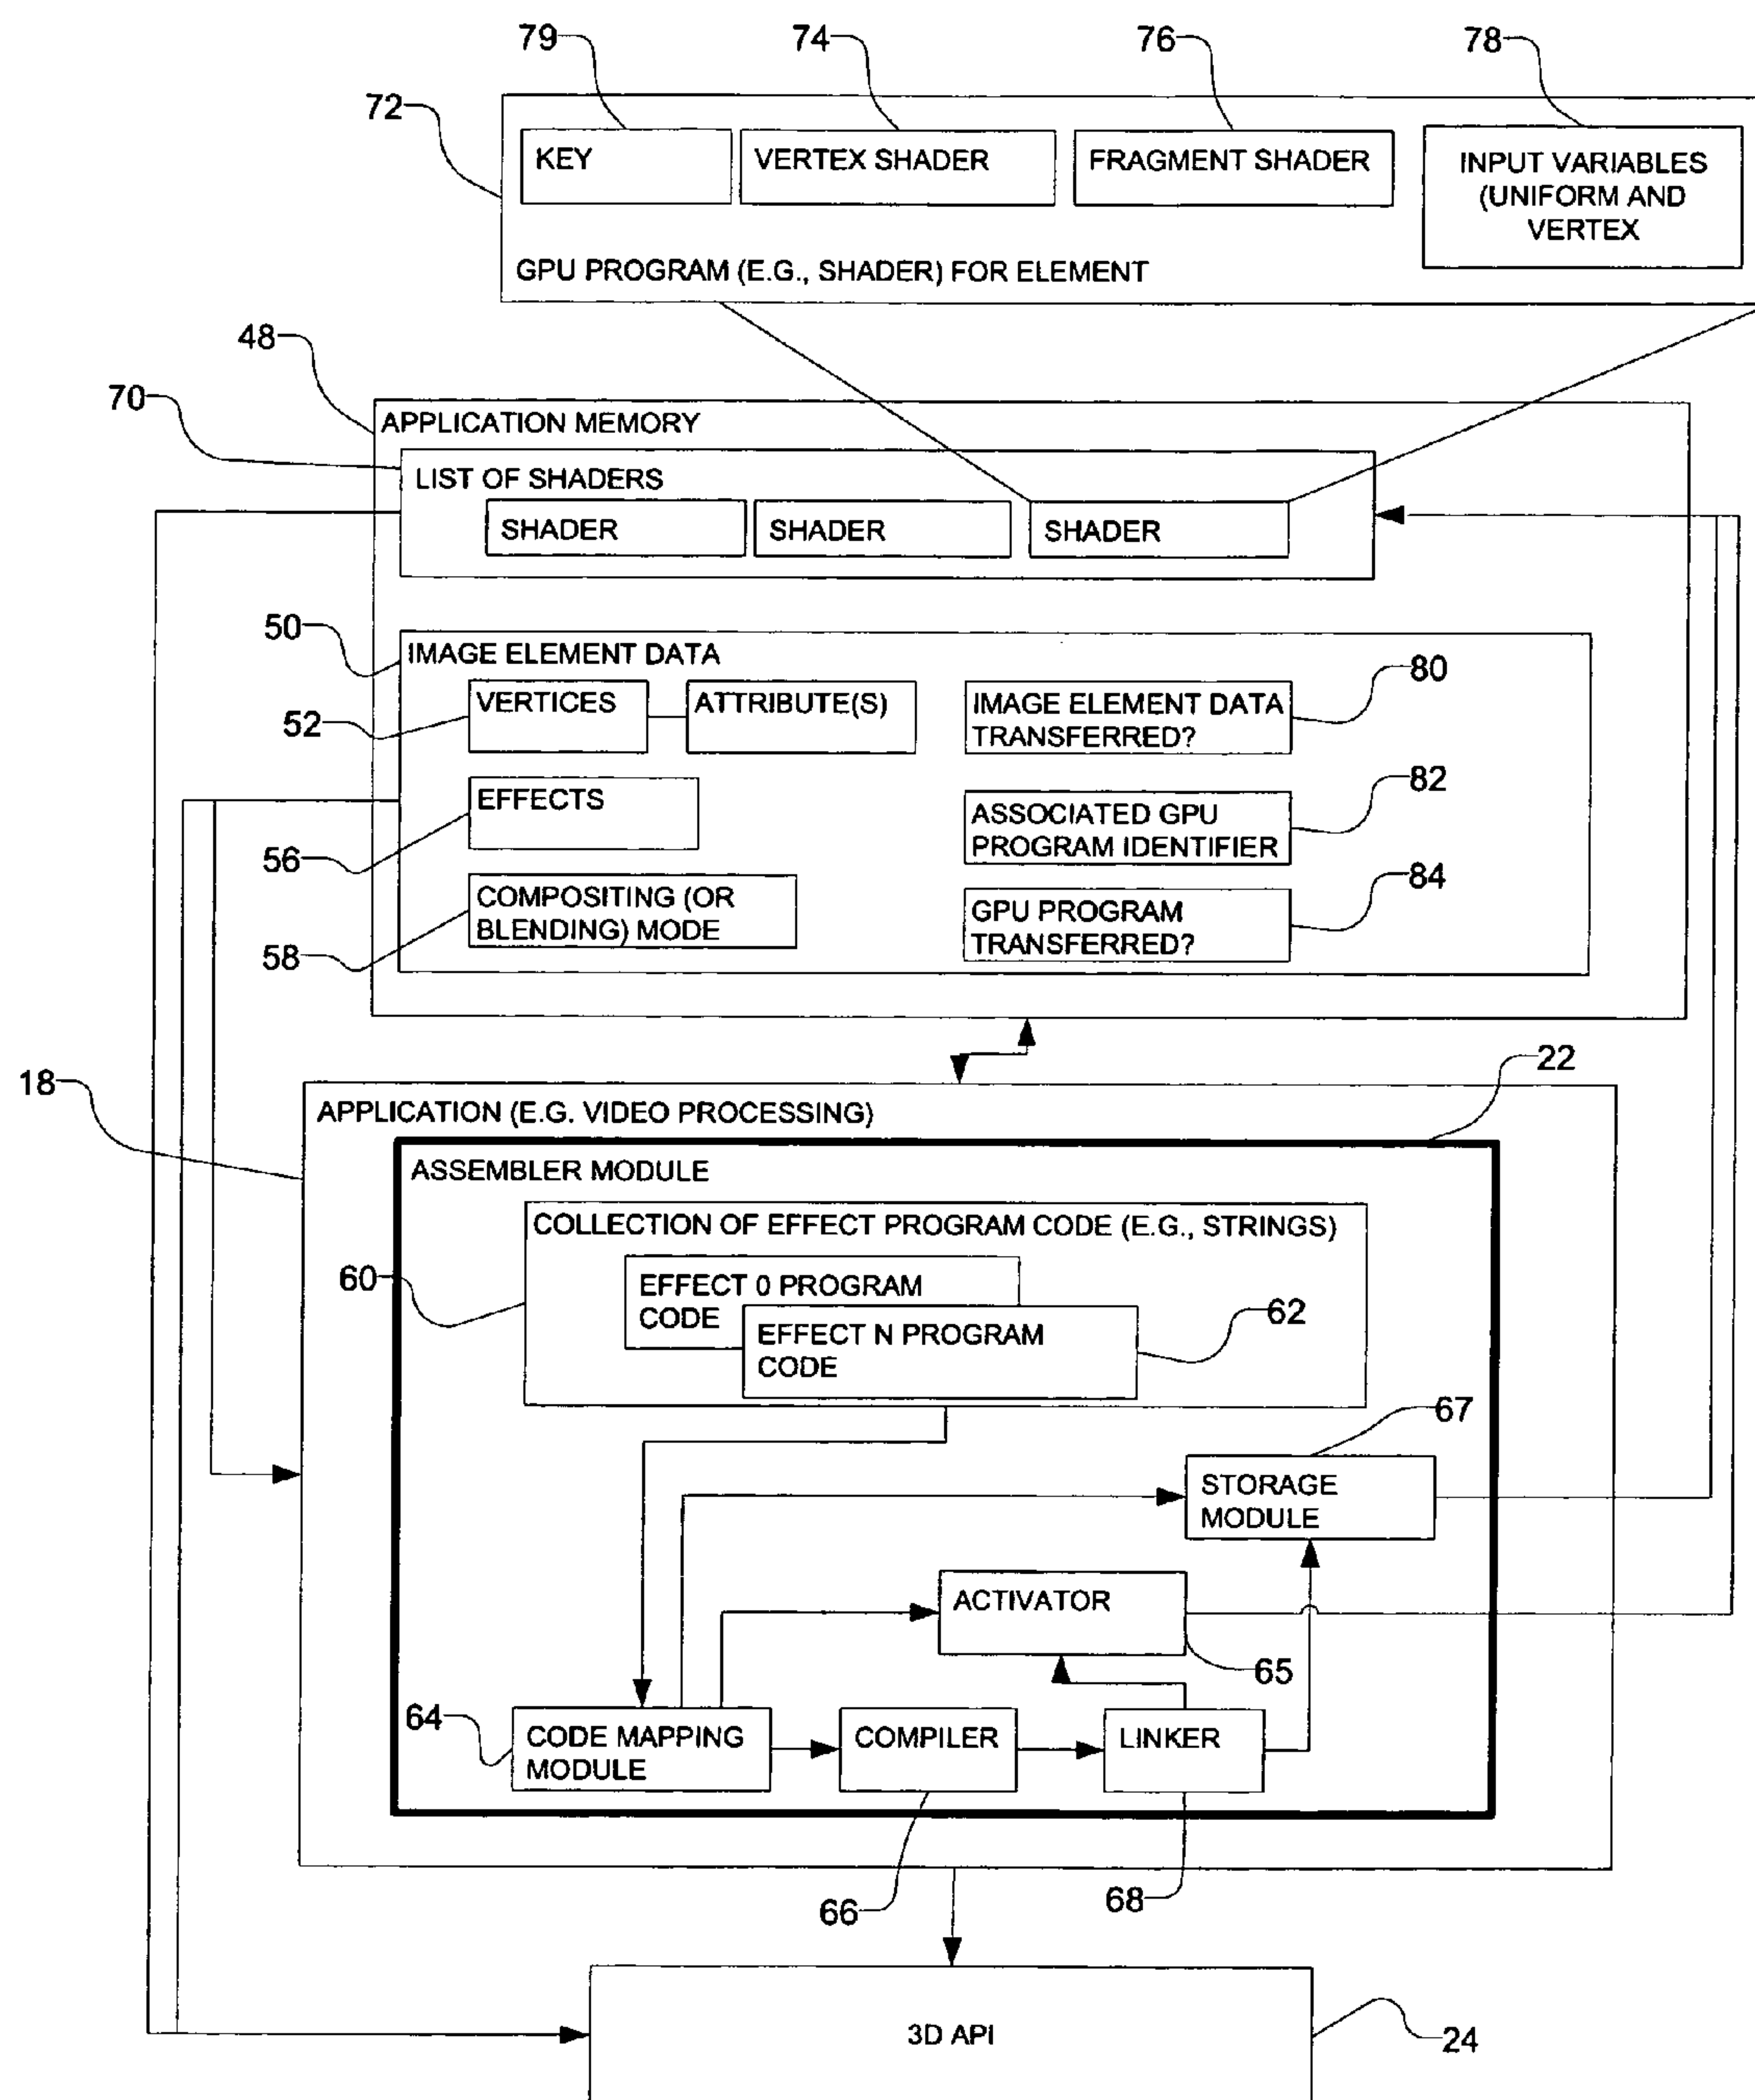 79
74
76
78
72
KEY
VERTEX SHADER
FRAGMENT SHADER
INPUT VARIABLES
(UNIFORM AND
VERTEX
GPU PROGRAM (E.G., SHADER) FOR ELEMENT
48
70
APPLICATION MEMORY
LIST OF SHADERS
SHADER
SHADER
SHADER
50
IMAGE ELEMENT DATA
52
VERTICES
ATTRIBUTE(S)
IMAGE ELEMENT DATA
TRANSFERRED?
80
EFFECTS
56
ASSOCIATED GPU
PROGRAM IDENTIFIER
82
COMPOSITING (OR
BLENDING) MODE
58
GPU PROGRAM
TRANSFERRED?
84
18
22
APPLICATION (E.G. VIDEO PROCESSING)
ASSEMBLER MODULE
COLLECTION OF EFFECT PROGRAM CODE (E.G., STRINGS)
60
EFFECT 0 PROGRAM
CODE
EFFECT N PROGRAM
CODE
62
67
STORAGE
MODULE
ACTIVATOR
65
64
CODE MAPPING
MODULE
COMPILER
LINKER
66
68
3D API
24